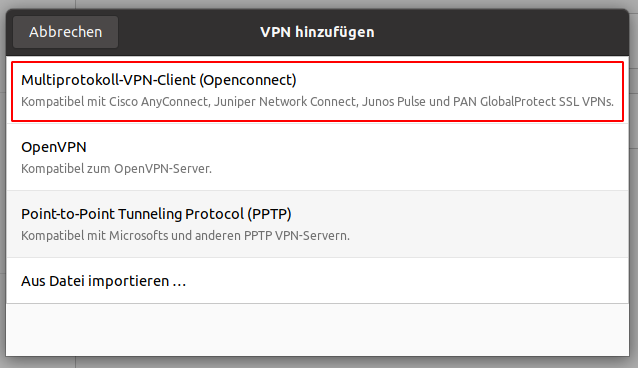 Abbrechen
VPN hinzufügen
Multiprotokoll-VPN-Client (Openconnect)
Kompatibel mit Cisco AnyConnect, Juniper Network Connect, Junos Pulse und PAN GlobalProtect SSL VPNs.
OpenVPN
Kompatibel zum OpenVPN-Server.
Point-to-Point Tunneling Protocol (PPTP)
Kompatibel mit Microsofts und anderen PPTP VPN-Servern.
Aus Datei importieren …